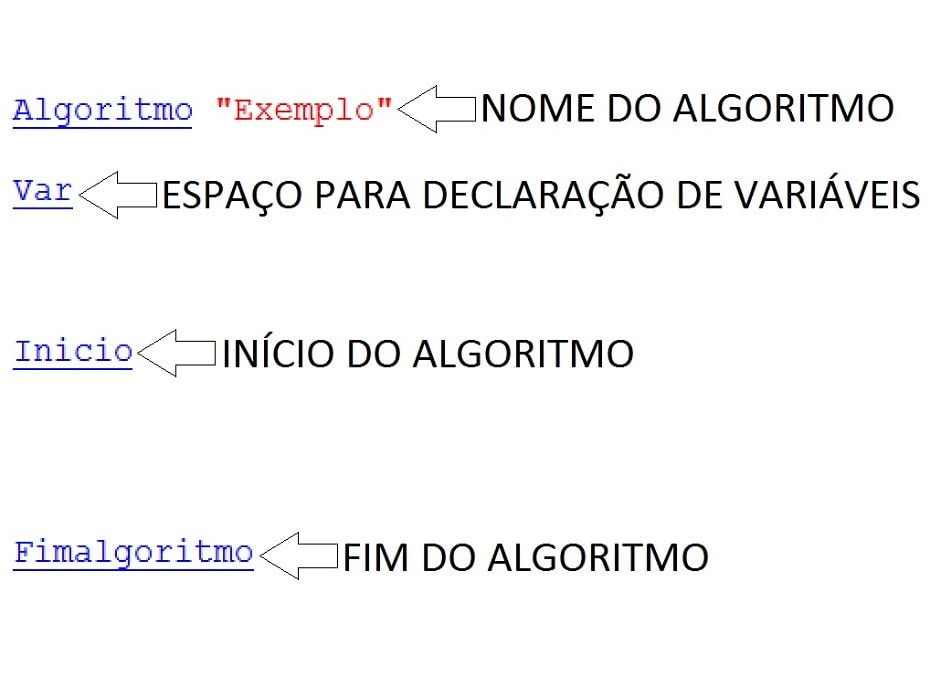 Algoritmo "Exemplo" NOME DO ALGORITMO
Var ESPAÇO PARA DECLARAÇÃO DE VARIÁVEIS
Inicio INÍCIO DO ALGORITMO
Fimalgoritmo FIM DO ALGORITMO